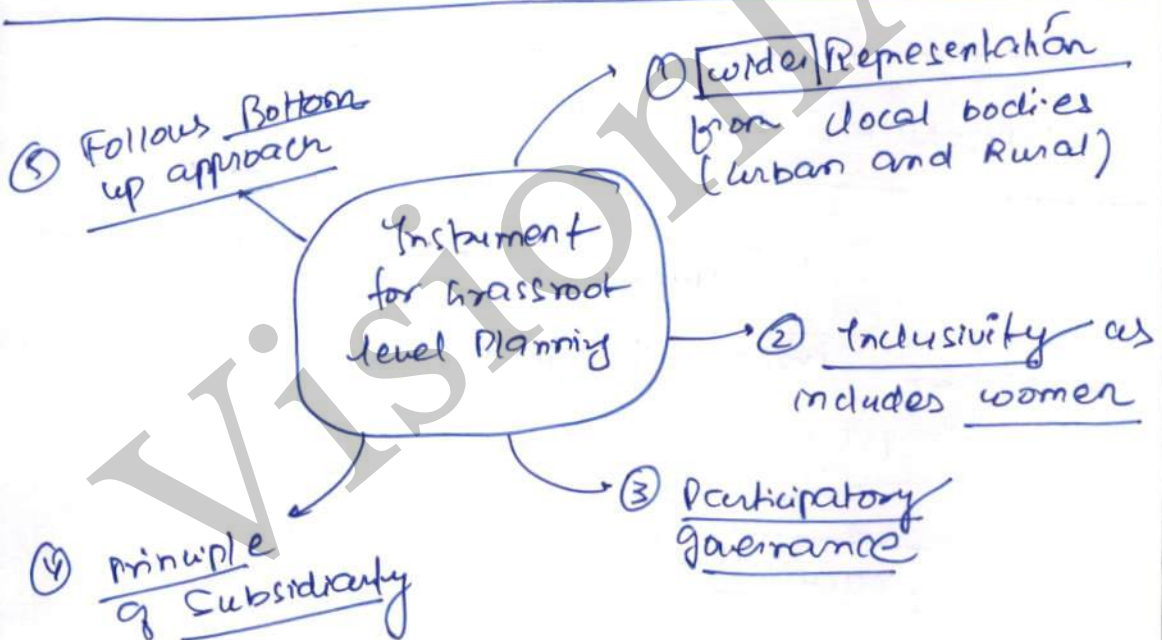 ① wider Representation
from local bodies
(urban and Rural)
⑤ Follows Bottom
up approach
Instrument
for Grassroot
level Planning
② Inclusivity as
includes women
③ Participatory
governance
④ Principle
of Subsidiarity
Vision